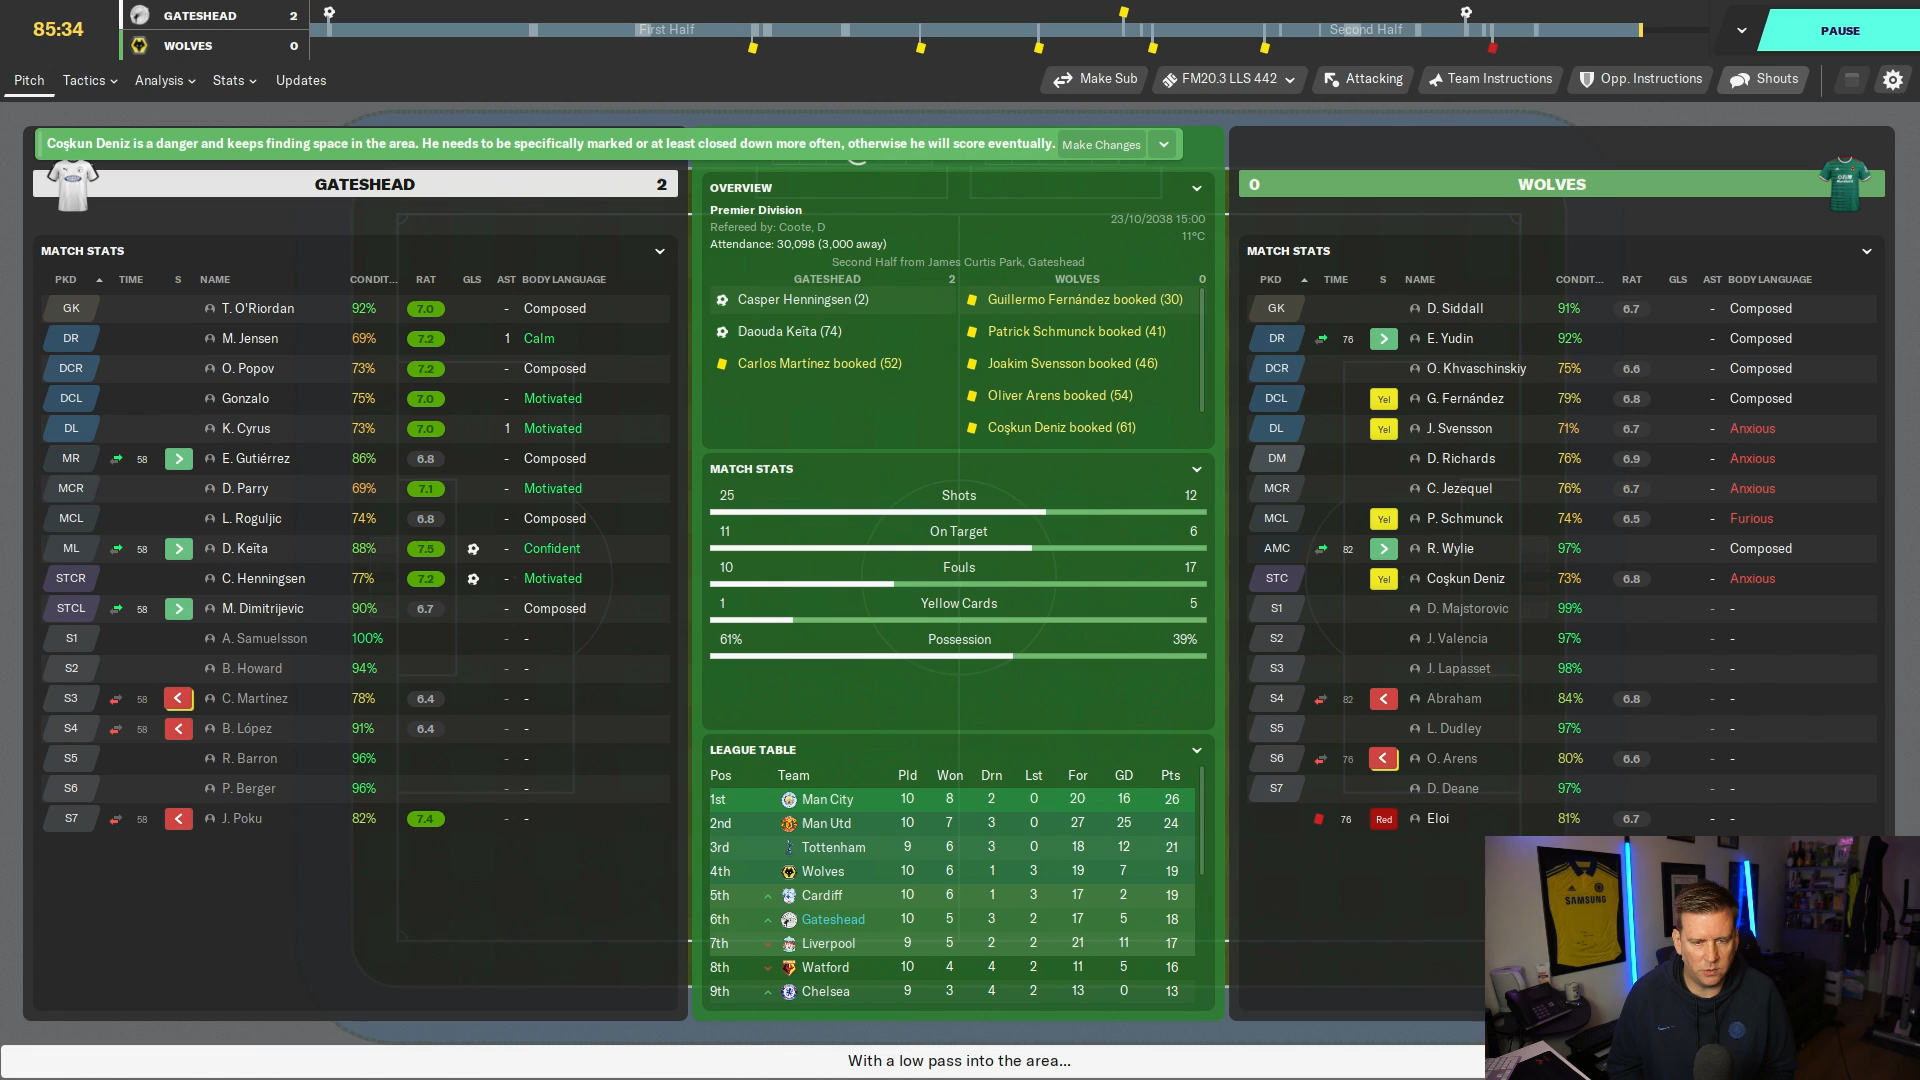 85:34
GATESHEAD 2
WOLVES 0
First Half
Second Half
PAUSE
Pitch Tactics Analysis Stats Updates
Make Sub FM20.3 LLS 442 Attacking Team Instructions Opp. Instructions Shouts
Coşkun Deniz is a danger and keeps finding space in the area. He needs to be specifically marked or at least closed down more often, otherwise he will score eventually. Make Changes
GATESHEAD 2
MATCH STATS
PKD TIME S NAME CONDIT... RAT GLS AST BODY LANGUAGE
GK T. O'Riordan 92% 7.0 - Composed
DR M. Jensen 69% 7.2 1 Calm
DCR O. Popov 73% 7.2 - Composed
DCL Gonzalo 75% 7.0 - Motivated
DL K. Cyrus 73% 7.0 1 Motivated
MR 58 E. Gutiérrez 86% 6.8 - Composed
MCR D. Parry 69% 7.1 - Motivated
MCL L. Roguljic 74% 6.8 - Composed
ML 58 D. Keïta 88% 7.5 - Confident
STCR C. Henningsen 77% 7.2 - Motivated
STCL 58 M. Dimitrijevic 90% 6.7 - Composed
S1 A. Samuelsson 100% - -
S2 B. Howard 94% - -
S3 58 C. Martínez 78% 6.4 - -
S4 58 B. López 91% 6.4 - -
S5 R. Barron 96% - -
S6 P. Berger 96% - -
S7 58 J. Poku 82% 7.4 - -
OVERVIEW
Premier Division
23/10/2038 15:00
Refereed by: Coote, D
11°C
Attendance: 30,098 (3,000 away)
Second Half from James Curtis Park, Gateshead
GATESHEAD 2 WOLVES 0
Casper Henningsen (2) Guillermo Fernández booked (30)
Daouda Keïta (74) Patrick Schmunck booked (41)
Carlos Martínez booked (52) Joakim Svensson booked (46)
Oliver Arens booked (54)
Coşkun Deniz booked (61)
MATCH STATS
25 Shots 12
11 On Target 6
10 Fouls 17
1 Yellow Cards 5
61% Possession 39%
LEAGUE TABLE
Pos Team Pld Won Drn Lst For GD Pts
1st Man City 10 8 2 0 20 16 26
2nd Man Utd 10 7 3 0 27 25 24
3rd Tottenham 9 6 3 0 18 12 21
4th Wolves 10 6 1 3 19 7 19
5th Cardiff 10 6 1 3 17 2 19
6th Gateshead 10 5 3 2 17 5 18
7th Liverpool 9 5 2 2 21 11 17
8th Watford 10 4 4 2 11 5 16
9th Chelsea 9 3 4 2 13 0 13
0 WOLVES
MATCH STATS
PKD TIME S NAME CONDIT... RAT GLS AST BODY LANGUAGE
GK D. Siddall 91% 6.7 - Composed
DR 76 E. Yudin 92% - Composed
DCR O. Khvaschinskiy 75% 6.6 - Composed
DCL Yel G. Fernández 79% 6.8 - Composed
DL Yel J. Svensson 71% 6.7 - Anxious
DM D. Richards 76% 6.9 - Anxious
MCR C. Jezequel 76% 6.7 - Anxious
MCL Yel P. Schmunck 74% 6.5 - Furious
AMC 82 R. Wylie 97% - Composed
STC Yel Coşkun Deniz 73% 6.8 - Anxious
S1 D. Majstorovic 99% - -
S2 J. Valencia 97% - -
S3 J. Lapasset 98% - -
S4 82 Abraham 84% 6.8 - -
S5 L. Dudley 97% - -
S6 76 O. Arens 80% 6.6 - -
S7 D. Deane 97% - -
76 Red Eloi 81% 6.7 - -
SAMSUNG
With a low pass into the area...